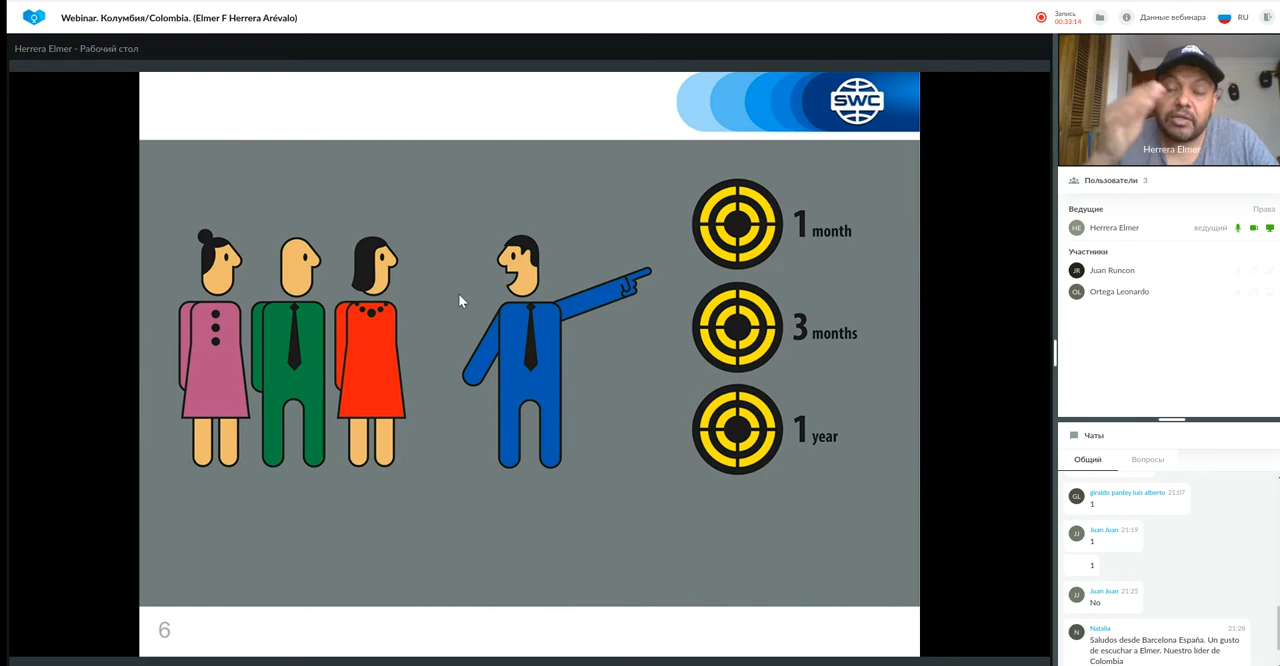 Webinar. Колумбия/Colombia. (Elmer F Herrera Arévalo)
Запись
00:33:14
Данные вебинара
RU
Herrera Elmer - Рабочий стол
SWC
1 month
3 months
1 year
6
Herrera Elmer
Пользователи 3
Ведущие Права
HE Herrera Elmer ведущий
Участники
JR Juan Runcon
OL Ortega Leonardo
Чаты
Общий Вопросы
GL giraldo pardey luis alberto 21:07
1
JJ Juan Juan 21:19
1
1
JJ Juan Juan 21:25
No
N Natalia 21:28
Saludos desde Barcelona España. Un gusto
de escuchar a Elmer. Nuestro líder de
Colombia